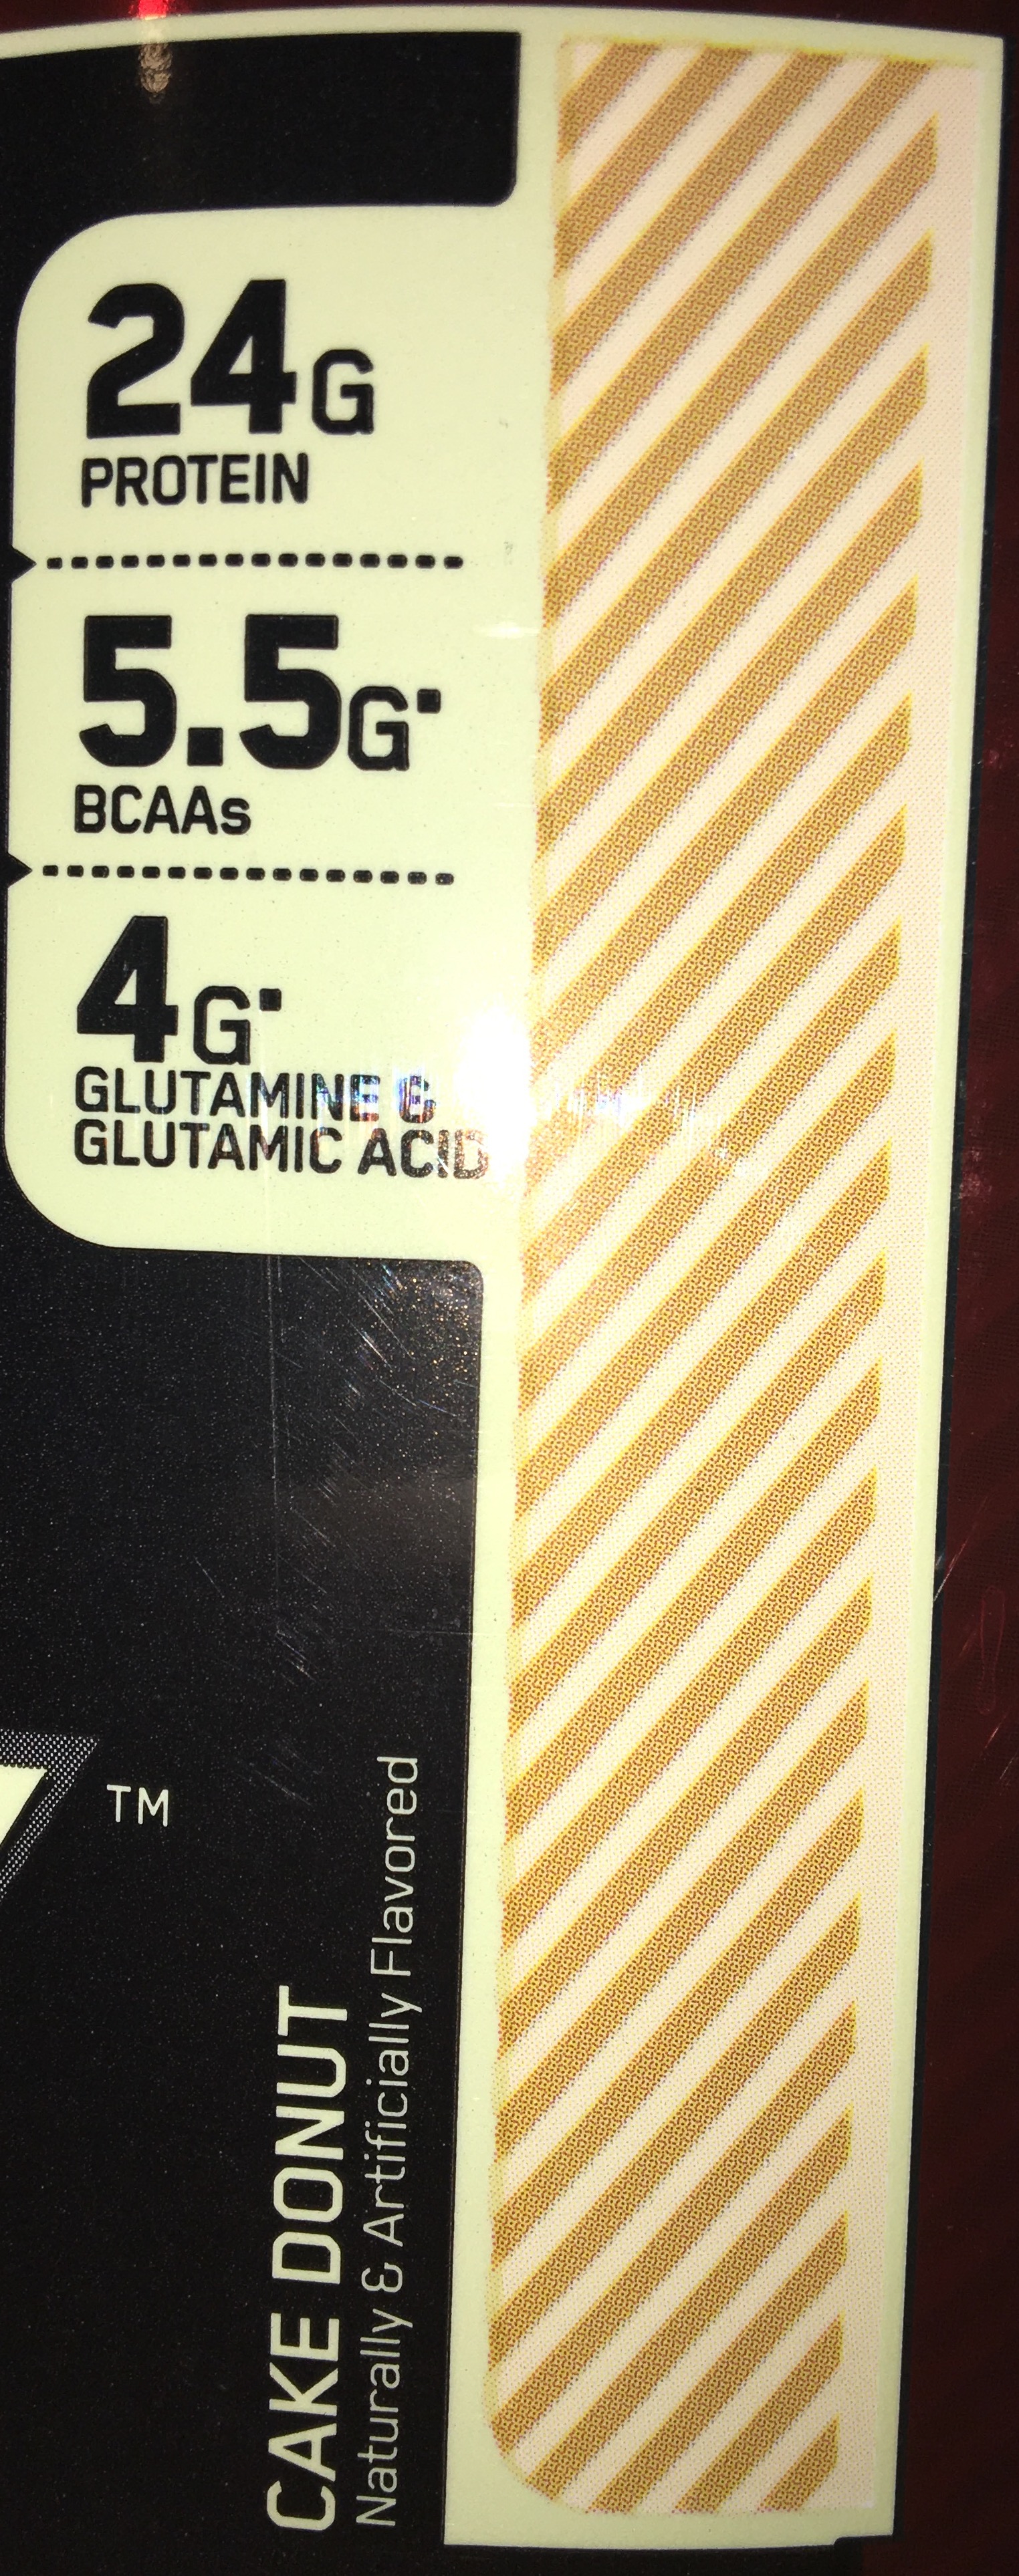 24G
PROTEIN
5.5G▪
BCAAs
4G▪
GLUTAMINE &
GLUTAMIC ACID
TM
CAKE DONUT
Naturally & Artificially Flavored